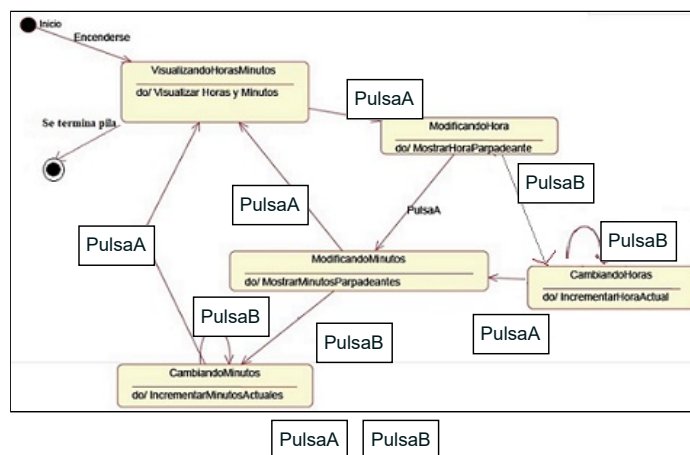 Inicio
Encenderse
VisualizandoHorasMinutos
do/ Visualizar Horas y Minutos
PulsaA
Se termina pila
ModificandoHora
do/ MostrarHoraParpadeante
PulsaB
PulsaA
PulsaA
PulsaA
PulsaB
ModificandoMinutos
do/ MostrarMinutosParpadeantes
CambiandoHoras
do/ IncrementarHoraActual
PulsaB
PulsaB
PulsaA
CambiandoMinutos
do/ IncrementarMinutosActuales
PulsaA
PulsaB